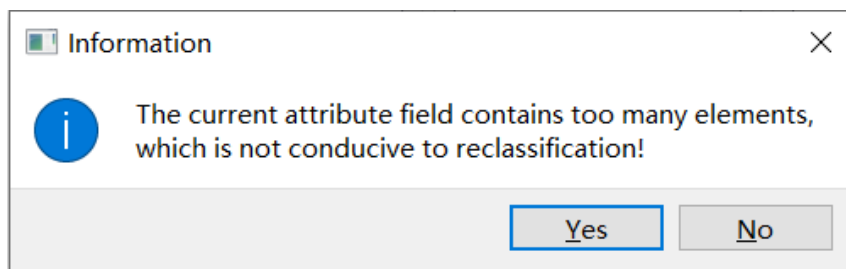 Information
The current attribute field contains too many elements,
which is not conducive to reclassification!
Yes
No